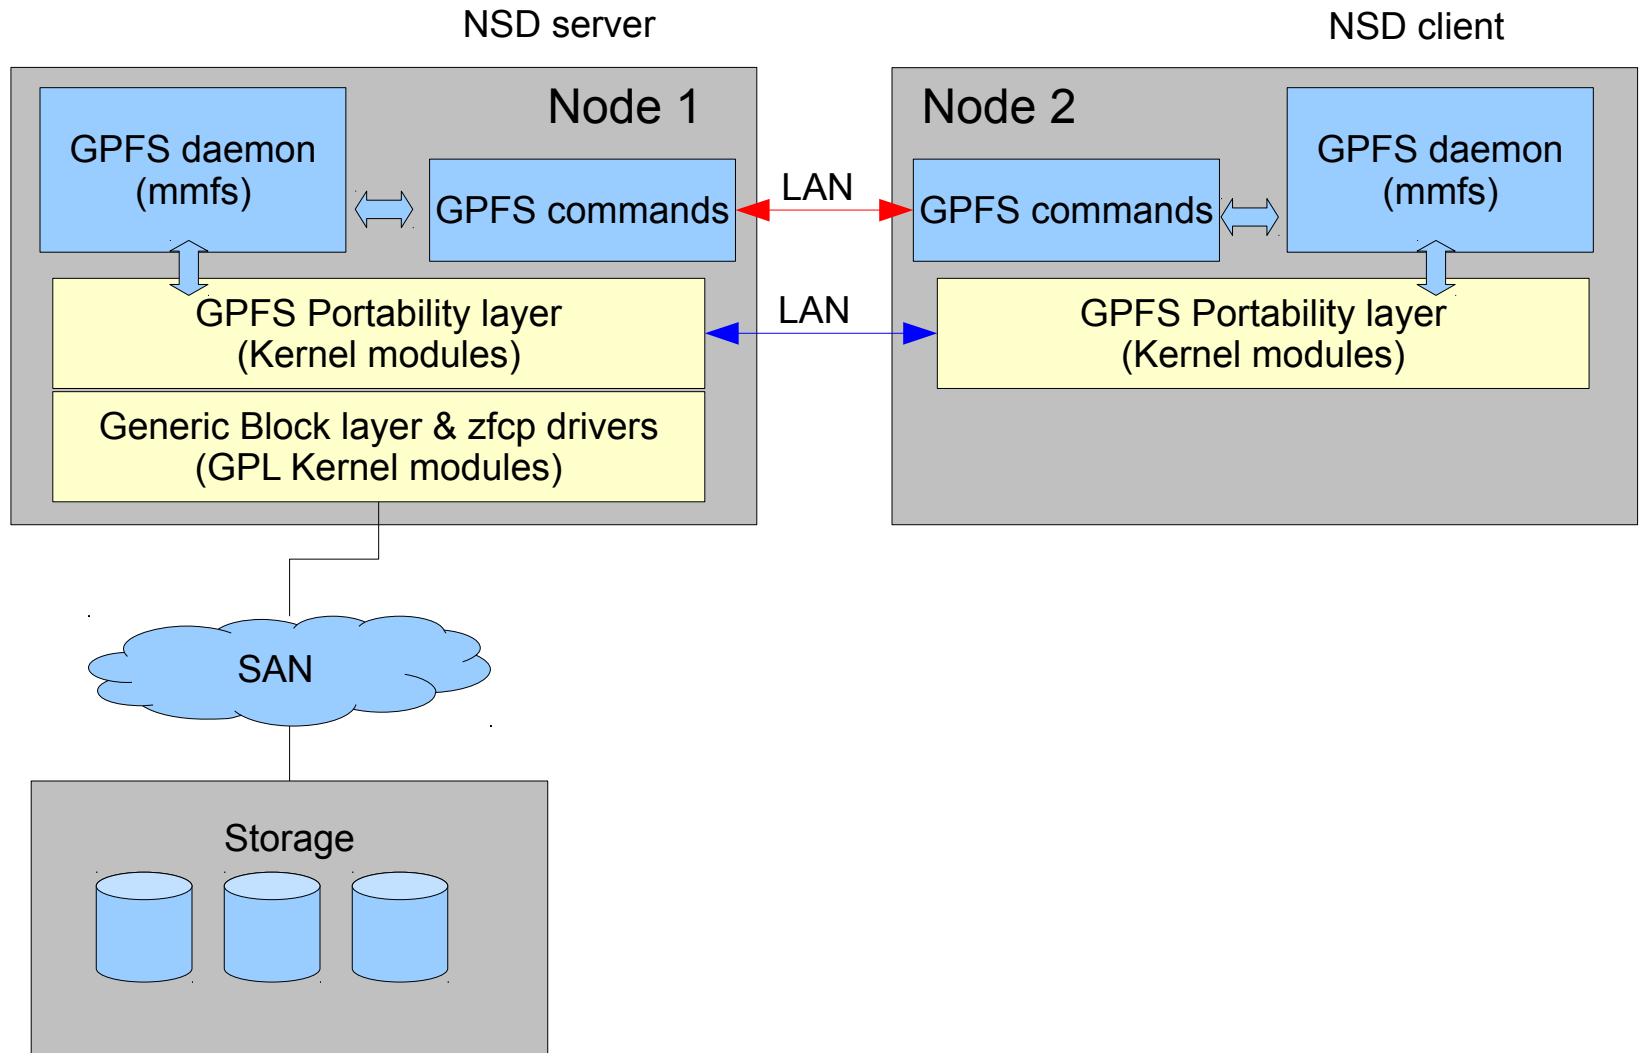 NSD server
NSD client
Node 1
Node 2
GPFS daemon
(mmfs)
GPFS commands
LAN
GPFS commands
GPFS daemon
(mmfs)
GPFS Portability layer
(Kernel modules)
LAN
GPFS Portability layer
(Kernel modules)
Generic Block layer & zfcp drivers
(GPL Kernel modules)
SAN
Storage